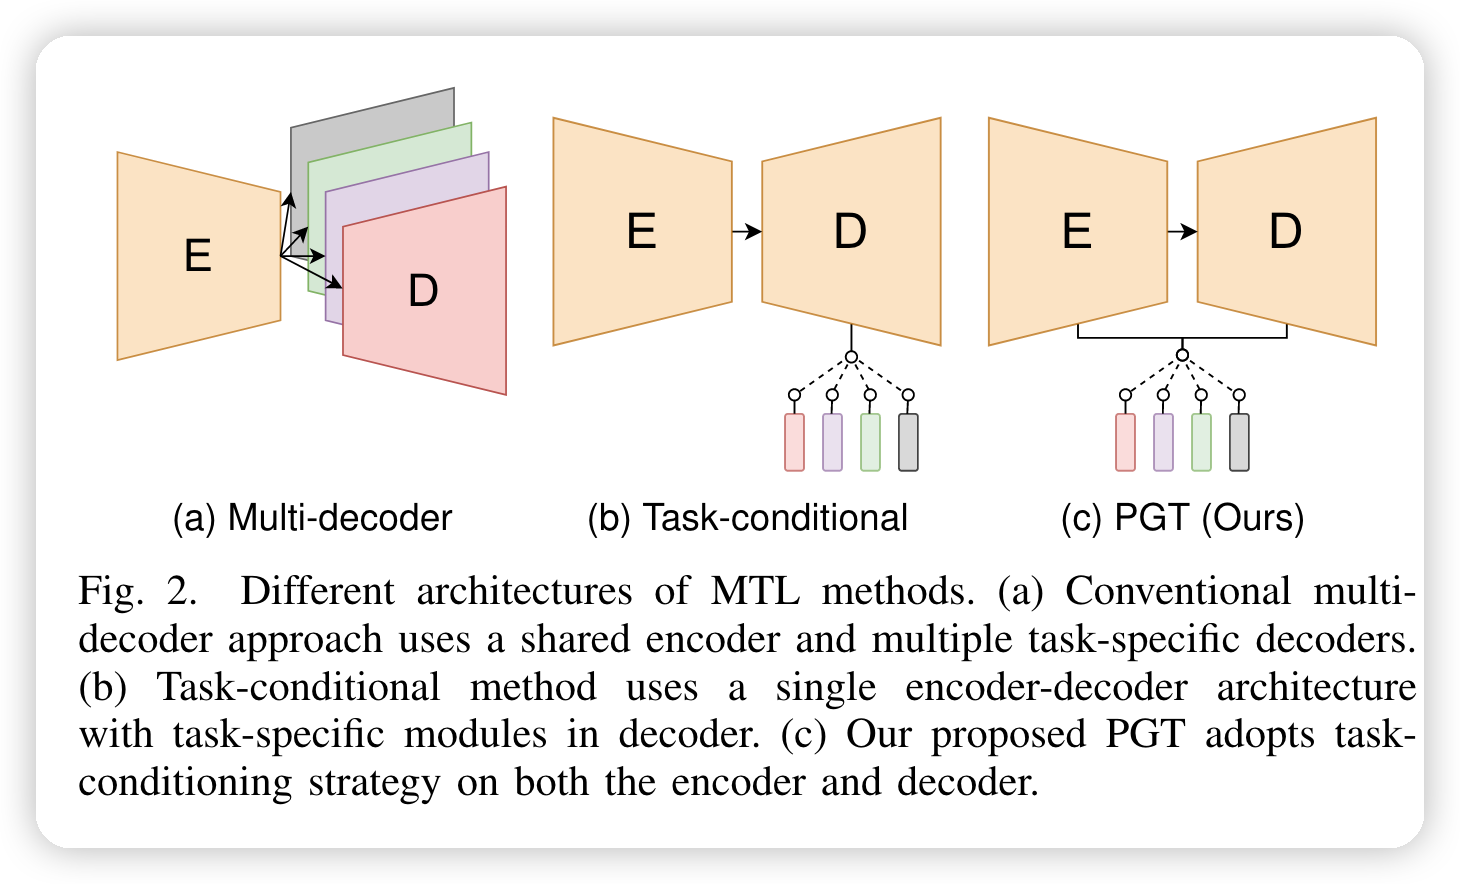 E
D
E
D
E
D
(a) Multi-decoder
(b) Task-conditional
(c) PGT (Ours)
Fig. 2. Different architectures of MTL methods. (a) Conventional multi-
decoder approach uses a shared encoder and multiple task-specific decoders.
(b) Task-conditional method uses a single encoder-decoder architecture
with task-specific modules in decoder. (c) Our proposed PGT adopts task-
conditioning strategy on both the encoder and decoder.